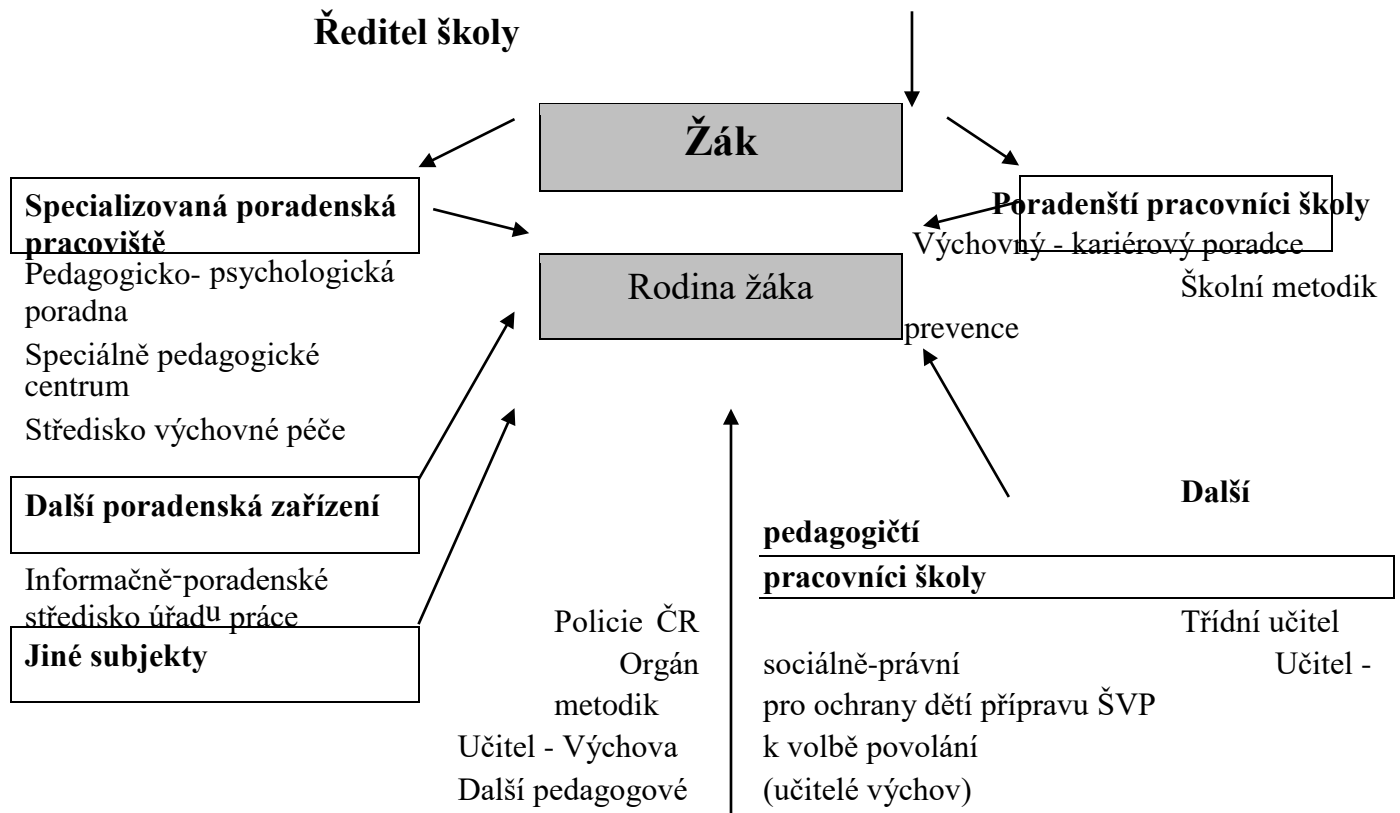 Ředitel školy
Žák
Specializovaná poradenská
pracoviště
Pedagogicko- psychologická
poradna
Speciálně pedagogické
centrum
Středisko výchovné péče
Rodina žáka
Poradenští pracovníci školy
Výchovný - kariérový poradce
Školní metodik
prevence
Další poradenská zařízení
Informačně-poradenské
středisko úřadu práce
Jiné subjekty
Další
pedagogičtí
pracovníci školy
Policie ČR Třídní učitel
Orgán sociálně-právní Učitel -
metodik pro ochrany dětí přípravu ŠVP
Učitel - Výchova k volbě povolání
Další pedagogové (učitelé výchov)